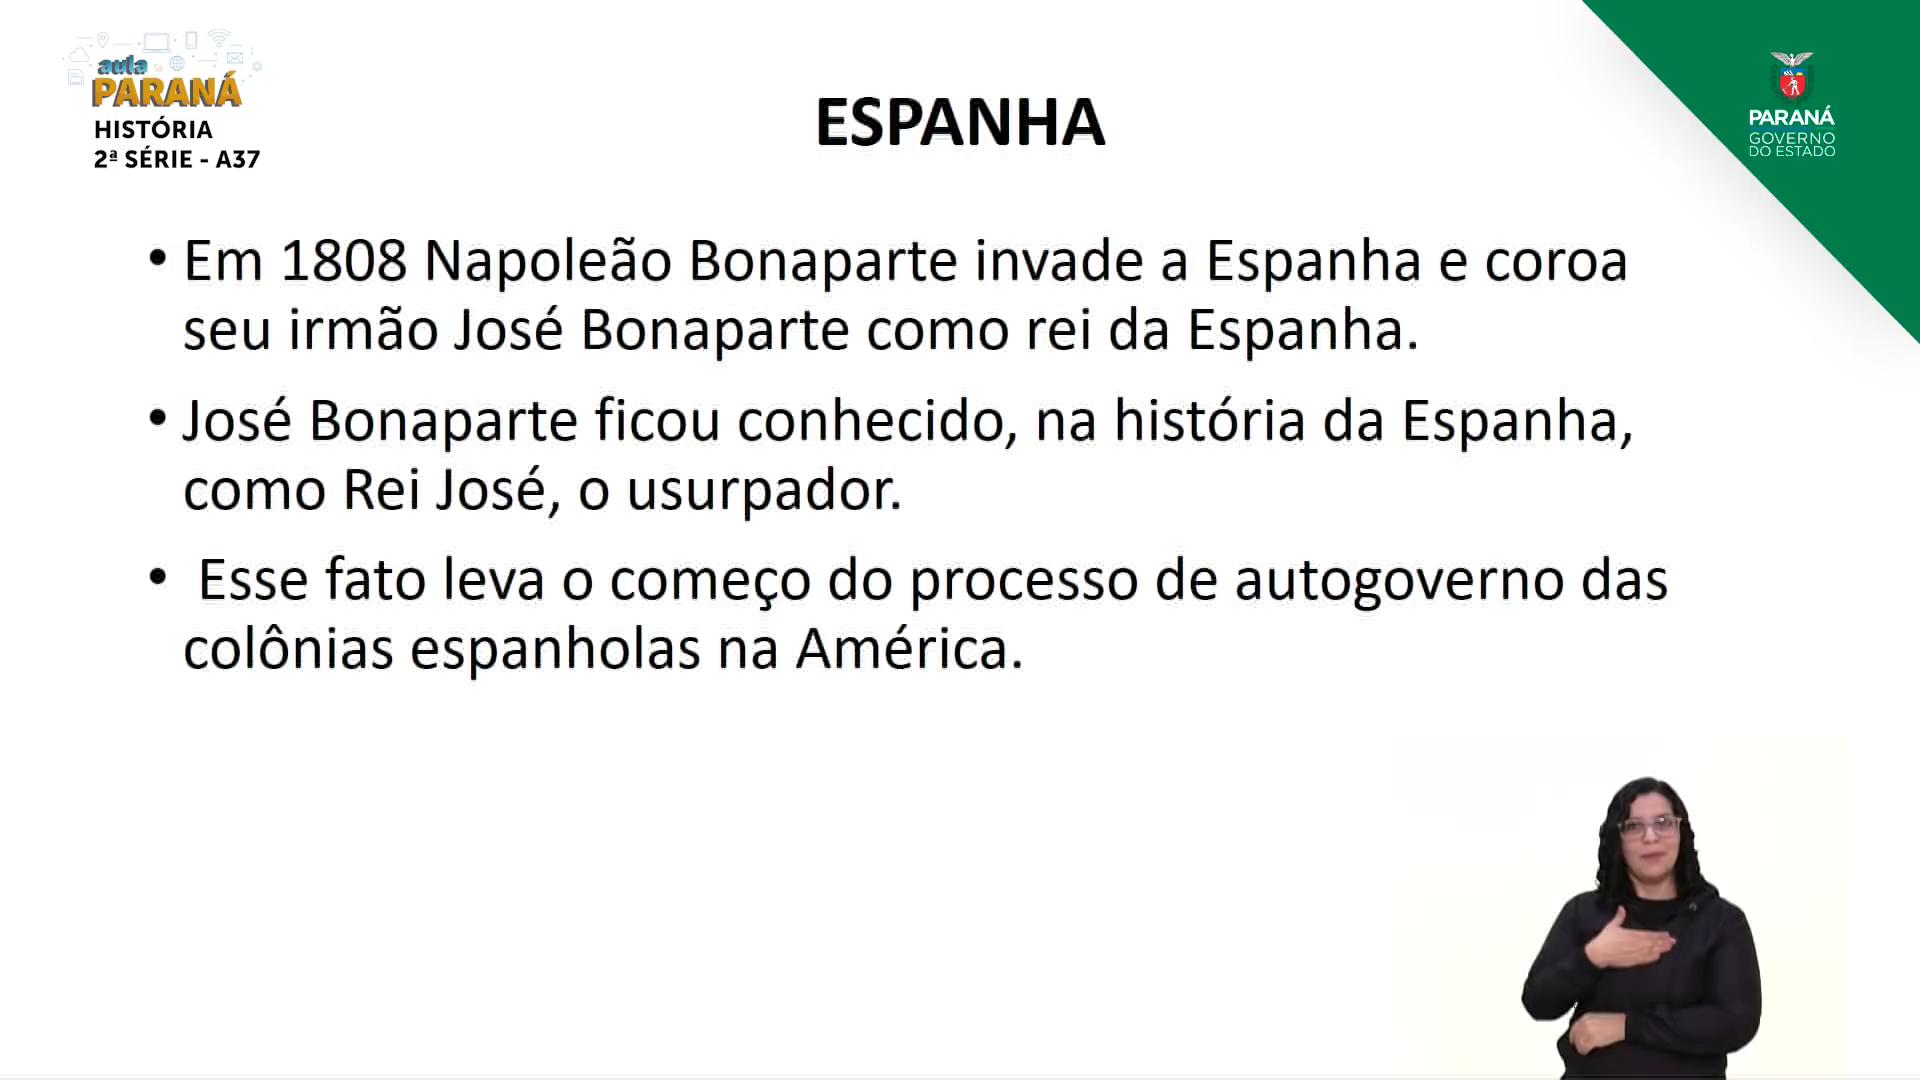 aula
PARANÁ
HISTÓRIA
2ª SÉRIE - A37
ESPANHA
PARANÁ
GOVERNO
DO ESTADO
• Em 1808 Napoleão Bonaparte invade a Espanha e coroa
seu irmão José Bonaparte como rei da Espanha.
• José Bonaparte ficou conhecido, na história da Espanha,
como Rei José, o usurpador.
• Esse fato leva o começo do processo de autogoverno das
colônias espanholas na América.